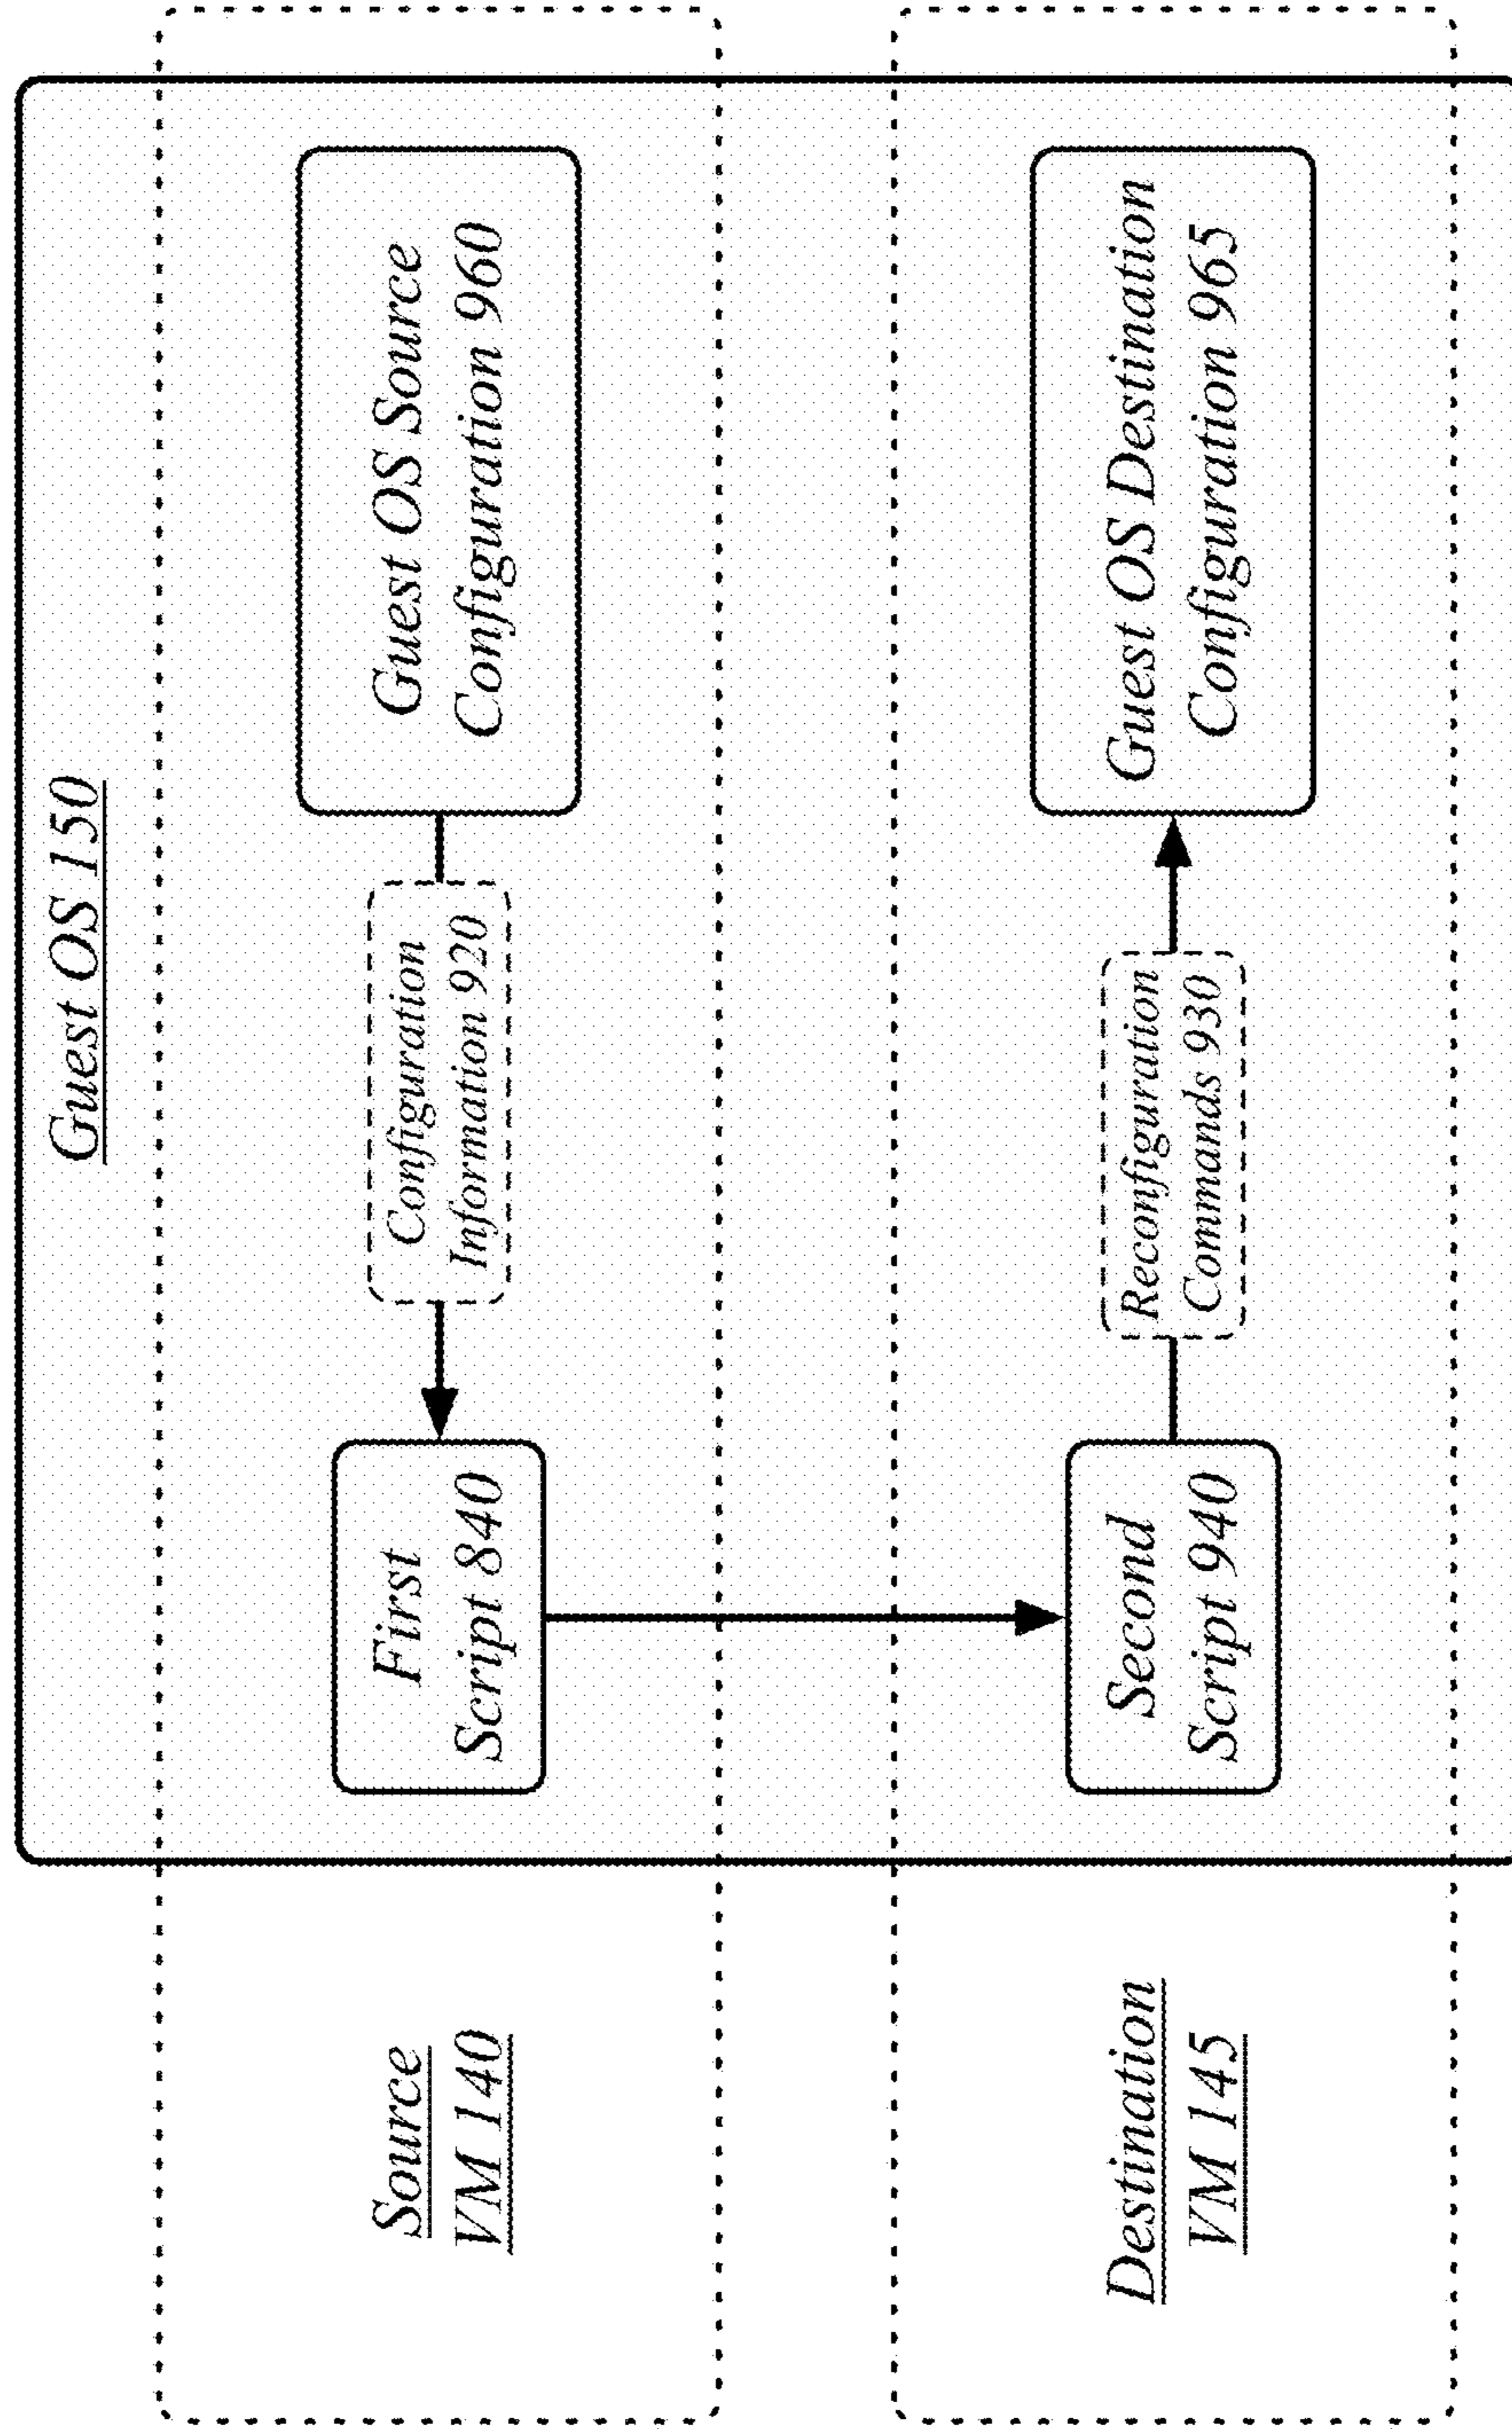 Guest OS 150
Source
VM 140
First
Script 840
Configuration
Information 920
Guest OS Source
Configuration 960
Destination
VM 145
Second
Script 940
Reconfiguration
Commands 930
Guest OS Destination
Configuration 965